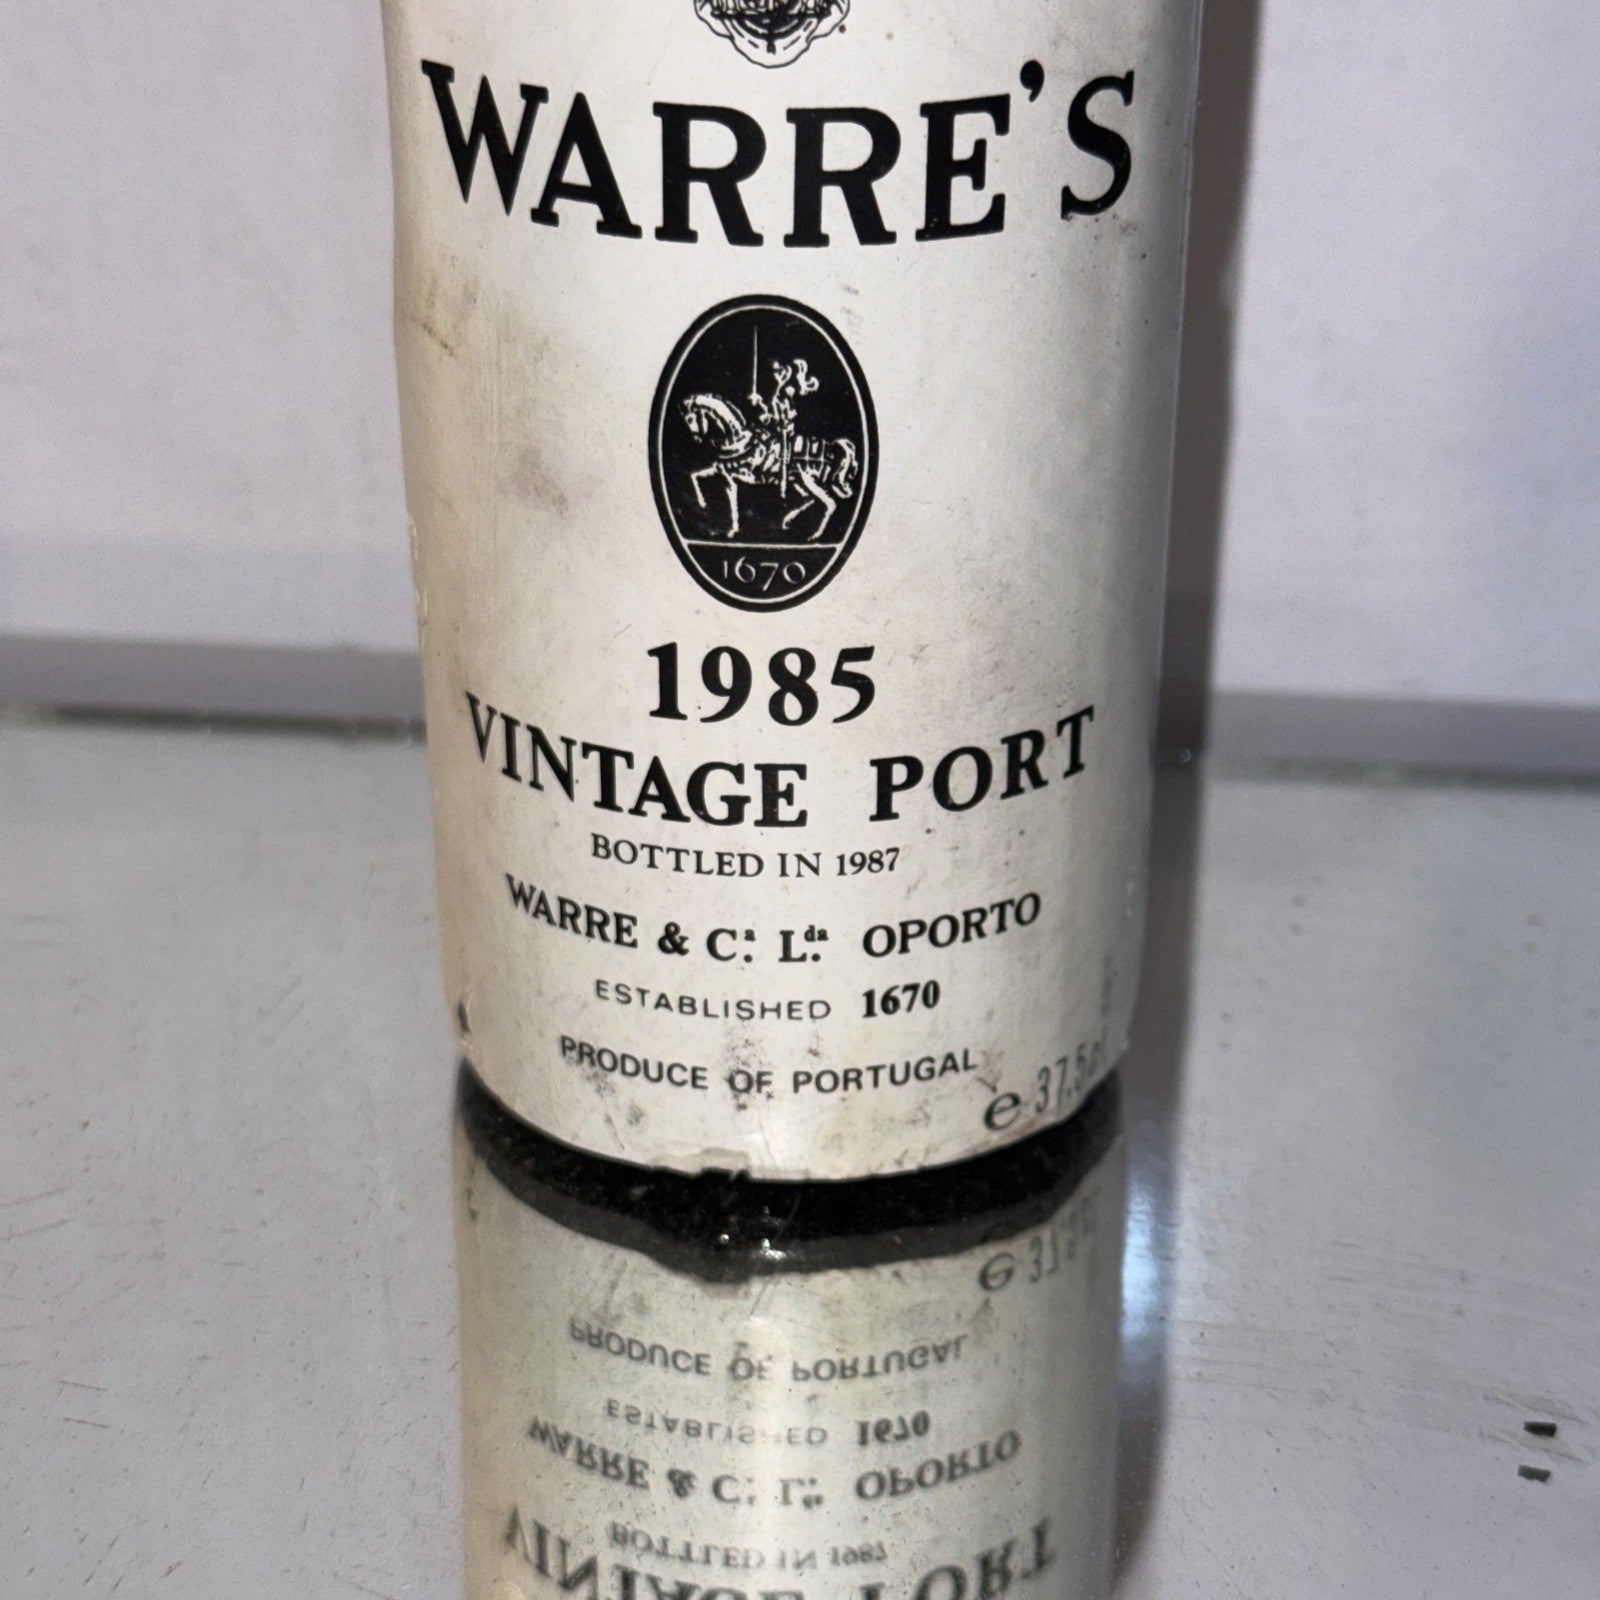 WARRE'S
1670
1985
VINTAGE PORT
BOTTLED IN 1987
WARRE & Cª. Lᵈᵃ. OPORTO
ESTABLISHED 1670
PRODUCE OF PORTUGAL
℮ 37,5cl